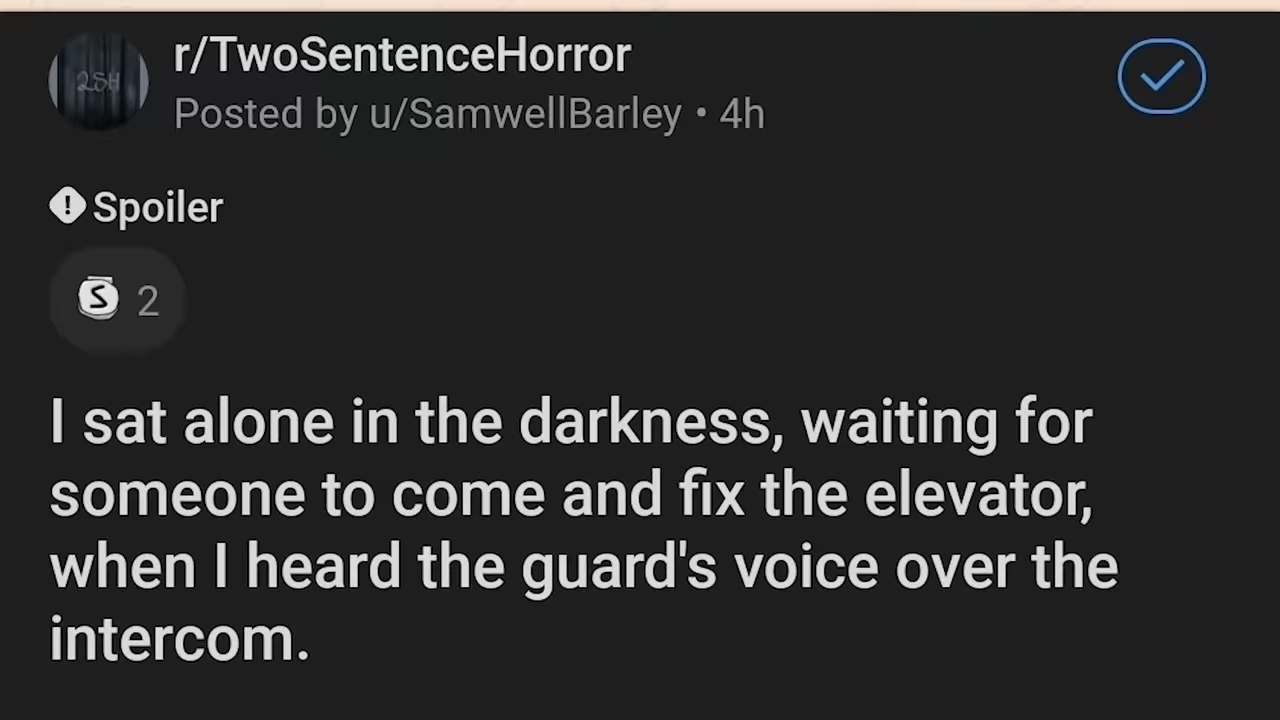 r/TwoSentenceHorror
2SH
Posted by u/SamwellBarley • 4h
Spoiler
S 2
I sat alone in the darkness, waiting for
someone to come and fix the elevator,
when I heard the guard's voice over the
intercom.